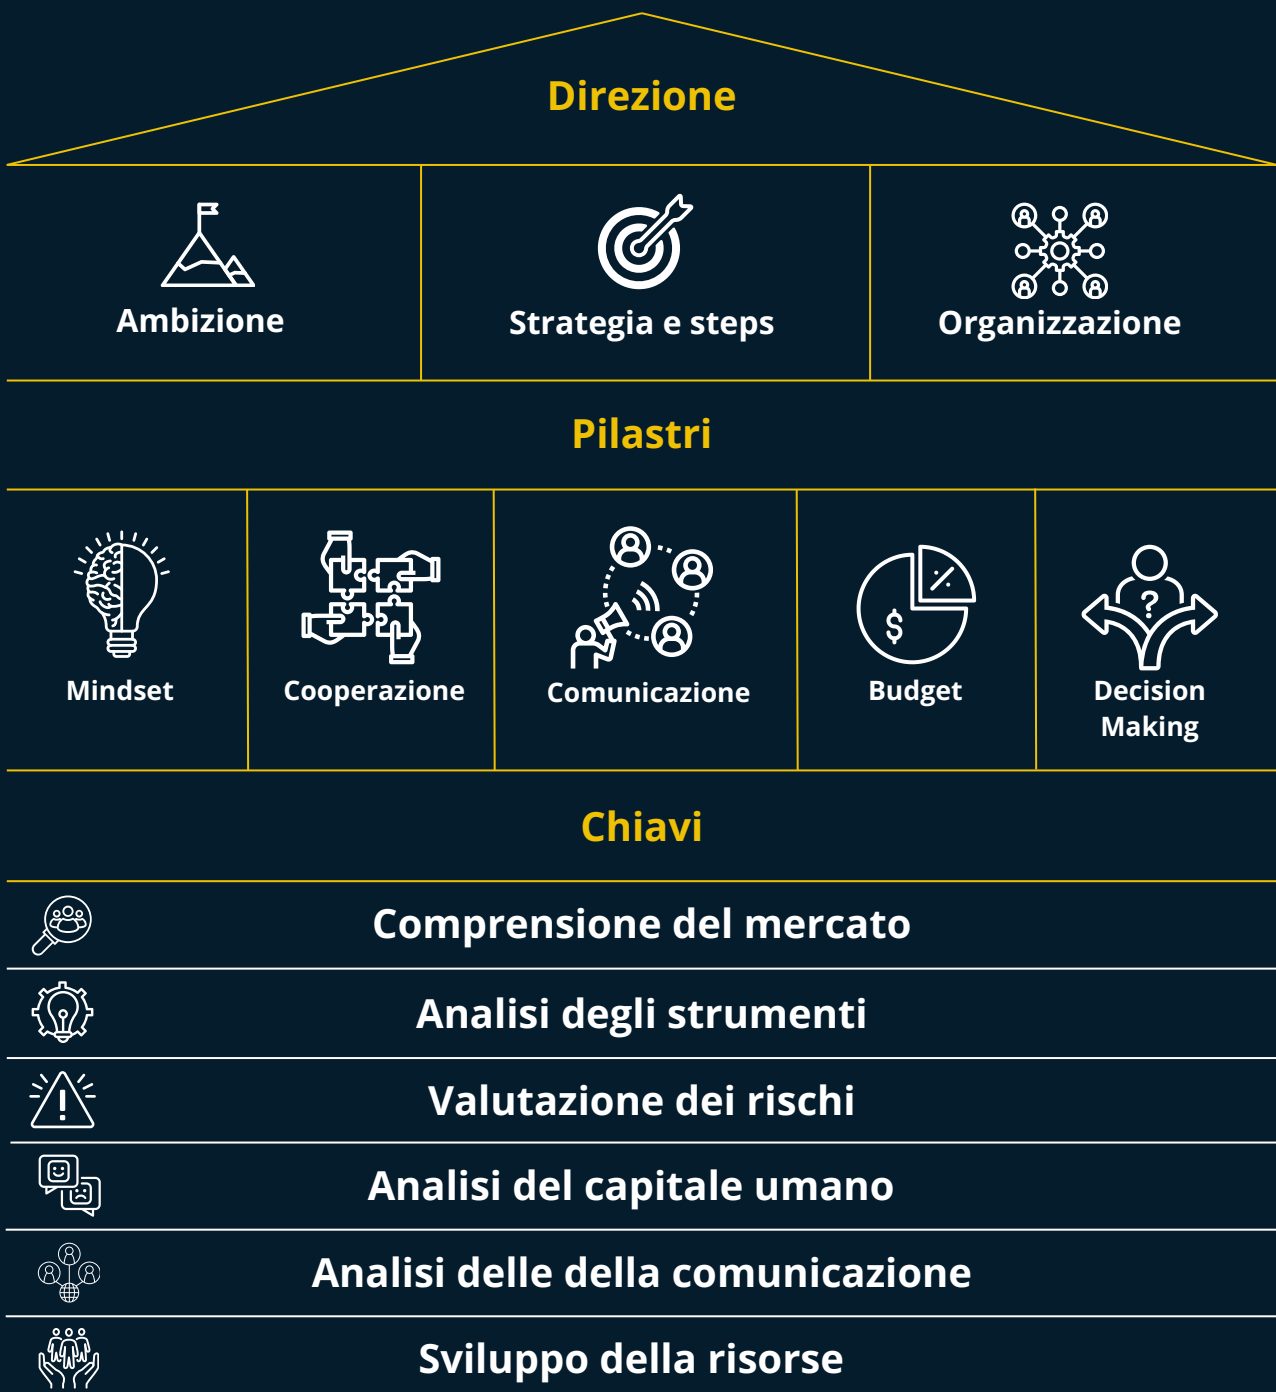 Direzione
Ambizione
Strategia e steps
Organizzazione
Pilastri
Mindset
Cooperazione
Comunicazione
$
%
Budget
?
Decision
Making
Chiavi
Comprensione del mercato
Analisi degli strumenti
Valutazione dei rischi
Analisi del capitale umano
Analisi delle della comunicazione
Sviluppo della risorse